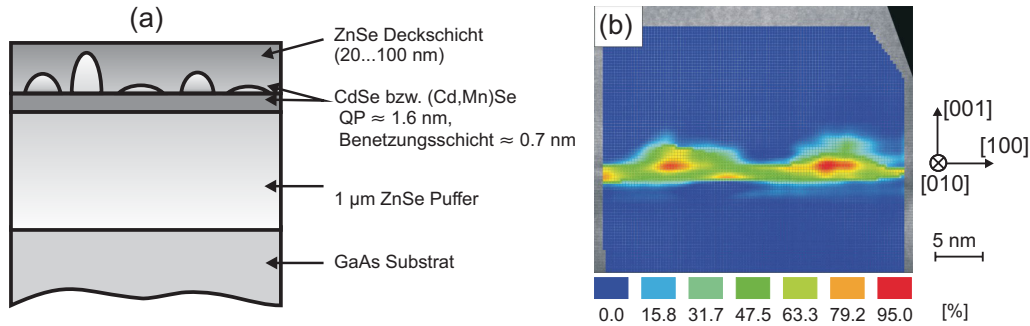 (a)
ZnSe Deckschicht
(20...100 nm)
CdSe bzw. (Cd,Mn)Se
QP ≈ 1.6 nm,
Benetzungsschicht ≈ 0.7 nm
1 µm ZnSe Puffer
GaAs Substrat
(b)
[001]
[100]
[010]
5 nm
0.0 15.8 31.7 47.5 63.3 79.2 95.0 [%]